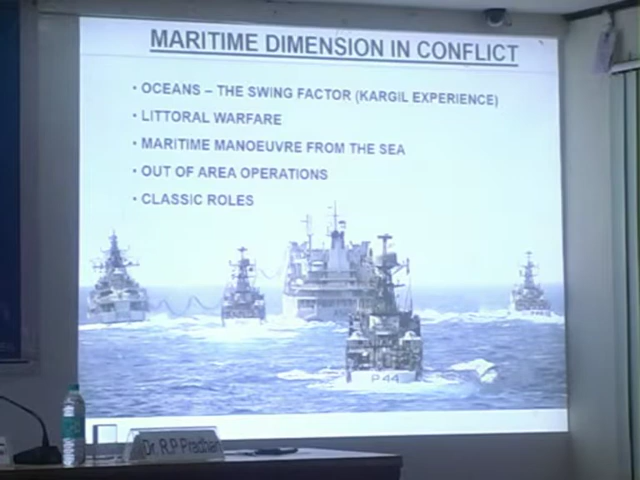 MARITIME DIMENSION IN CONFLICT
• OCEANS – THE SWING FACTOR (KARGIL EXPERIENCE)
• LITTORAL WARFARE
• MARITIME MANOEUVRE FROM THE SEA
• OUT OF AREA OPERATIONS
• CLASSIC ROLES
P 44
Dr. R.P Pradhan